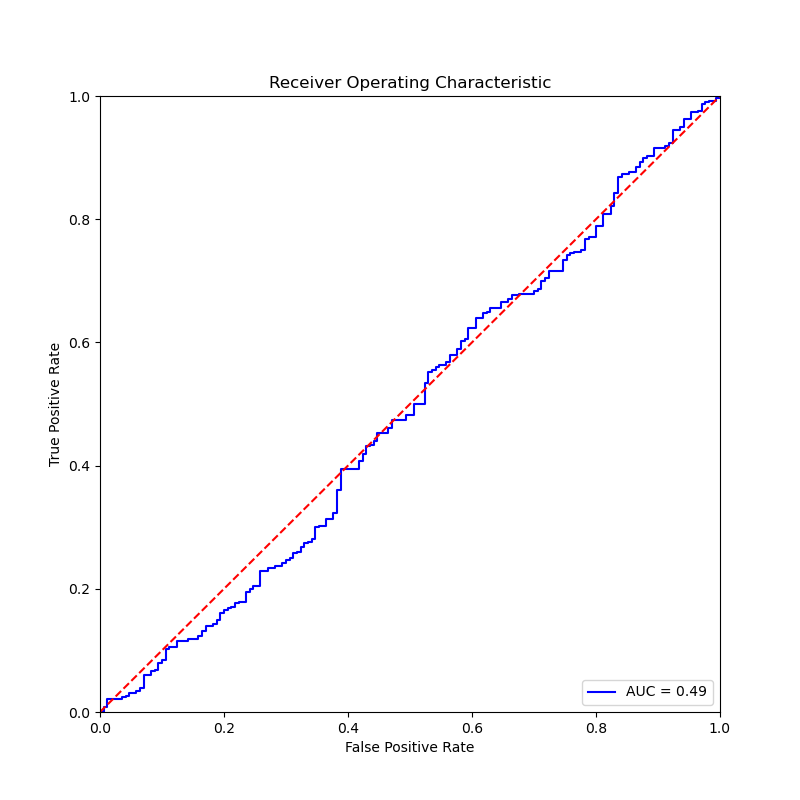 Receiver Operating Characteristic
1.0
0.8
0.6
0.4
0.2
0.0
True Positive Rate
0.0 0.2 0.4 0.6 0.8 1.0
False Positive Rate
AUC = 0.49